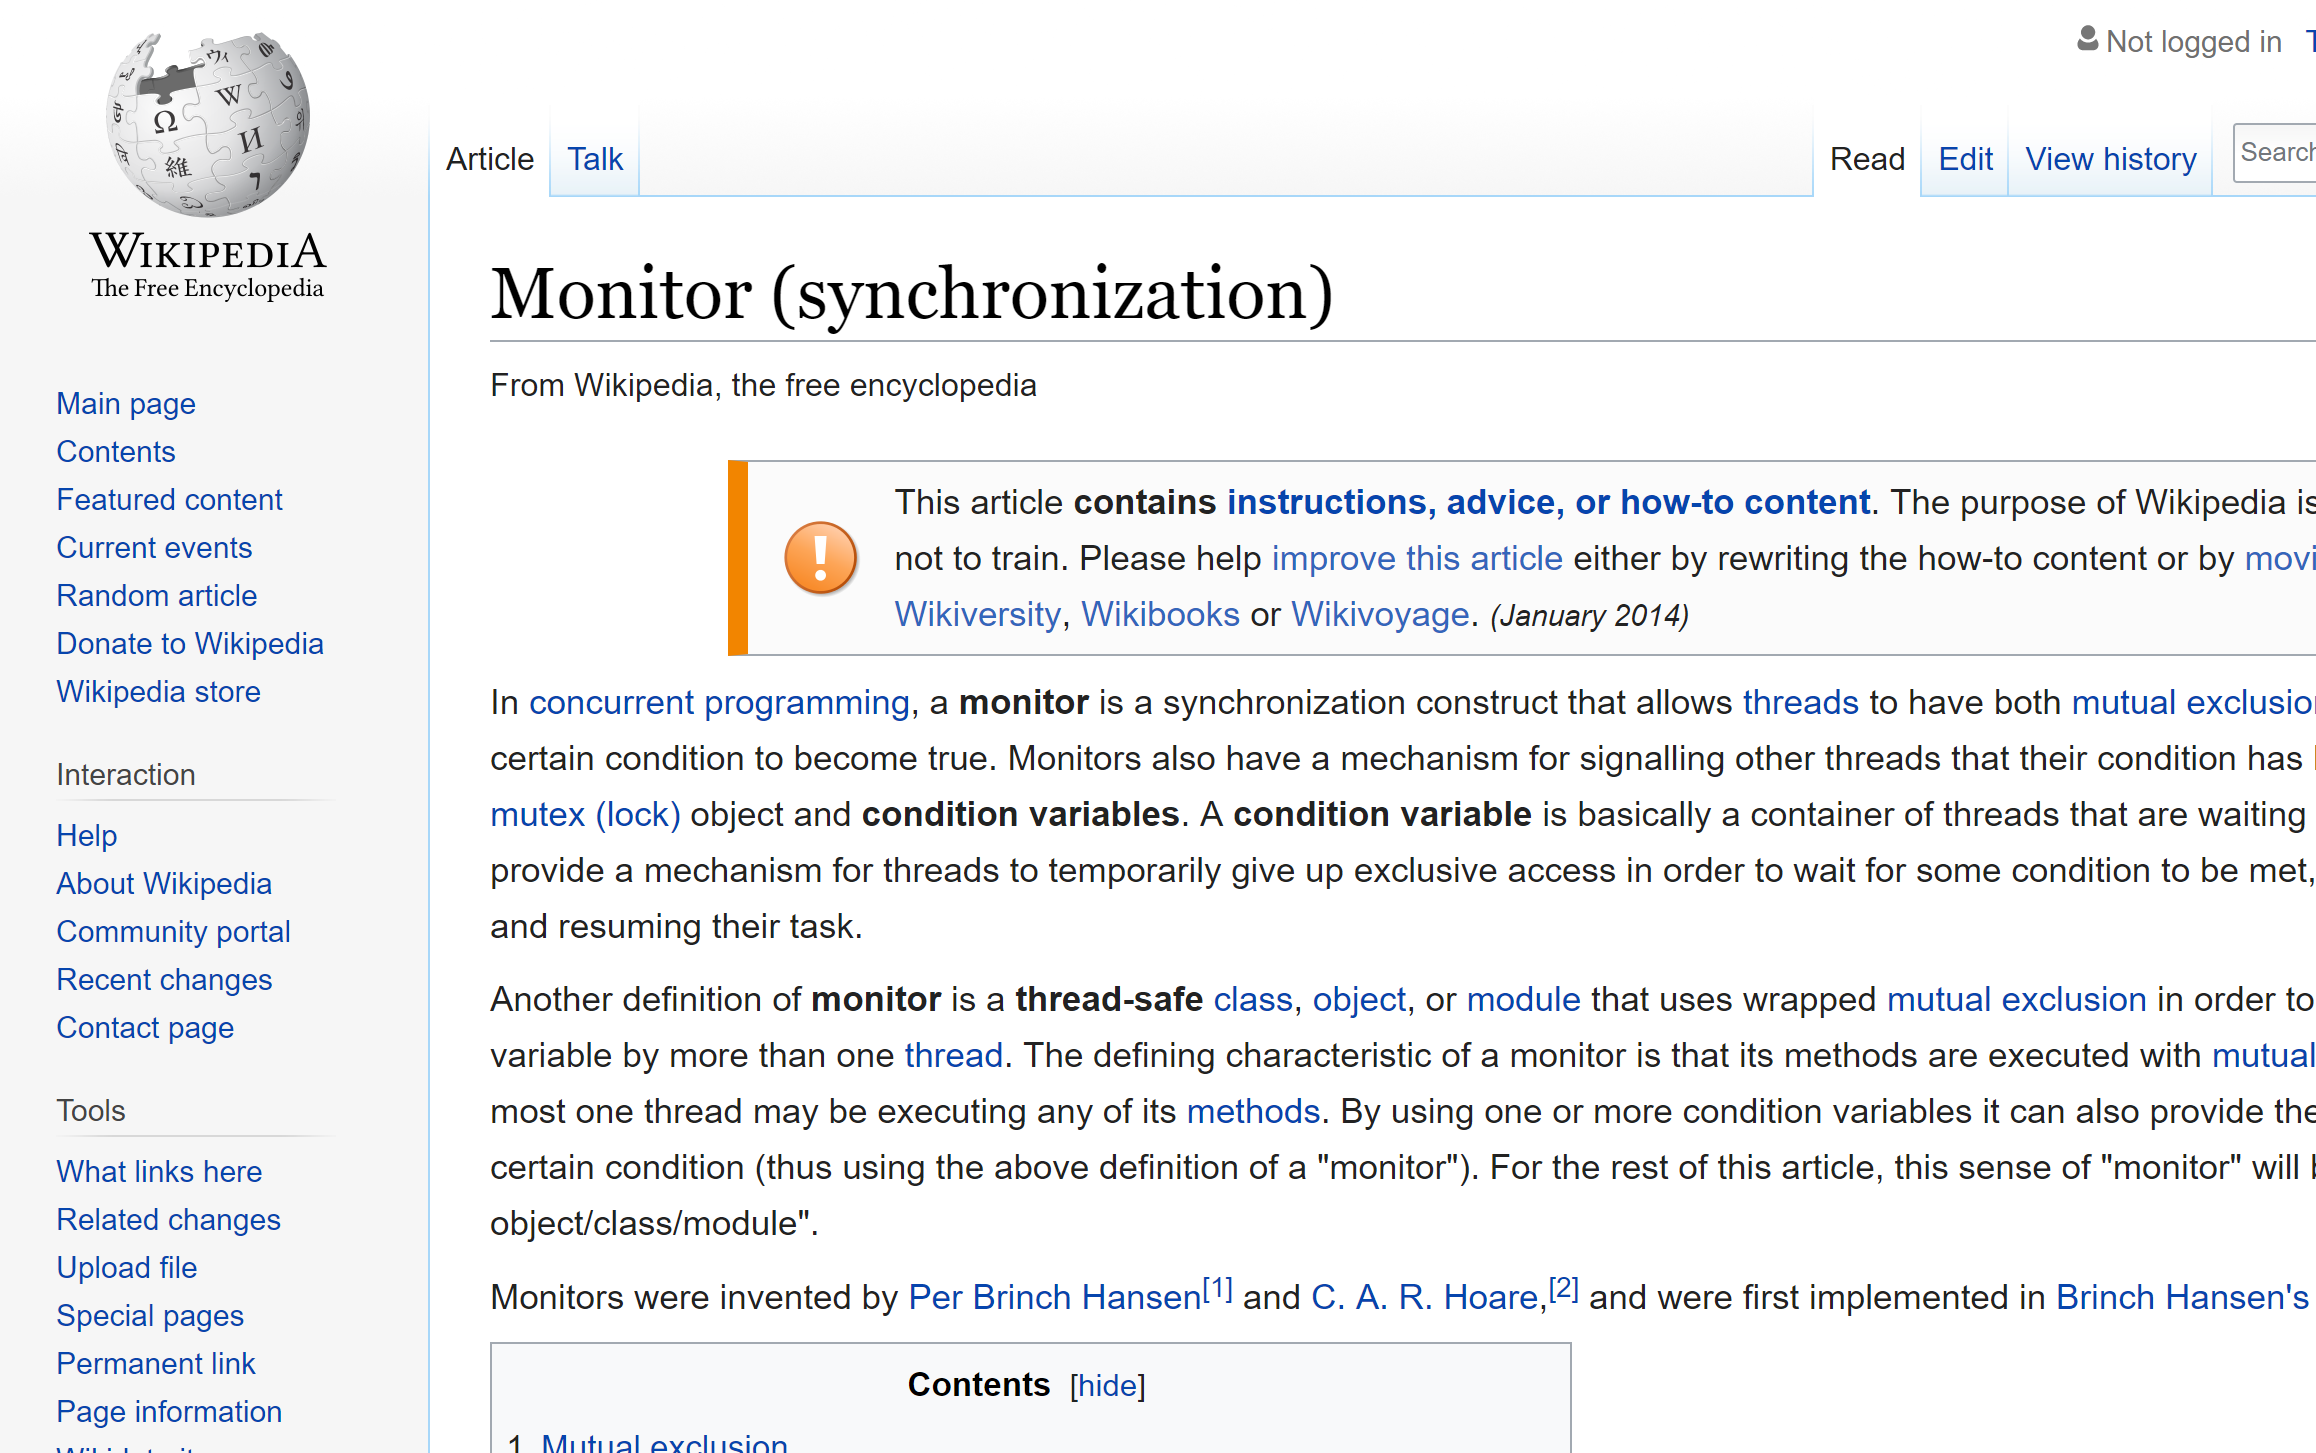 WIKIPEDIA
The Free Encyclopedia
Main page
Contents
Featured content
Current events
Random article
Donate to Wikipedia
Wikipedia store
Interaction
Help
About Wikipedia
Community portal
Recent changes
Contact page
Tools
What links here
Related changes
Upload file
Special pages
Permanent link
Page information
Not logged in
Article Talk
Read Edit View history Search
Monitor (synchronization)
From Wikipedia, the free encyclopedia
This article contains instructions, advice, or how-to content. The purpose of Wikipedia is
not to train. Please help improve this article either by rewriting the how-to content or by
Wikiversity, Wikibooks or Wikivoyage. (January 2014)
In concurrent programming, a monitor is a synchronization construct that allows threads to have both mutual exclusion
certain condition to become true. Monitors also have a mechanism for signalling other threads that their condition has
mutex (lock) object and condition variables. A condition variable is basically a container of threads that are waiting
provide a mechanism for threads to temporarily give up exclusive access in order to wait for some condition to be met,
and resuming their task.
Another definition of monitor is a thread-safe class, object, or module that uses wrapped mutual exclusion in order to
variable by more than one thread. The defining characteristic of a monitor is that its methods are executed with mutual
most one thread may be executing any of its methods. By using one or more condition variables it can also provide the
certain condition (thus using the above definition of a "monitor"). For the rest of this article, this sense of "monitor" will
object/class/module".
Monitors were invented by Per Brinch Hansen[1] and C. A. R. Hoare,[2] and were first implemented in Brinch Hansen's
Contents [hide]
1 Mutual exclusion